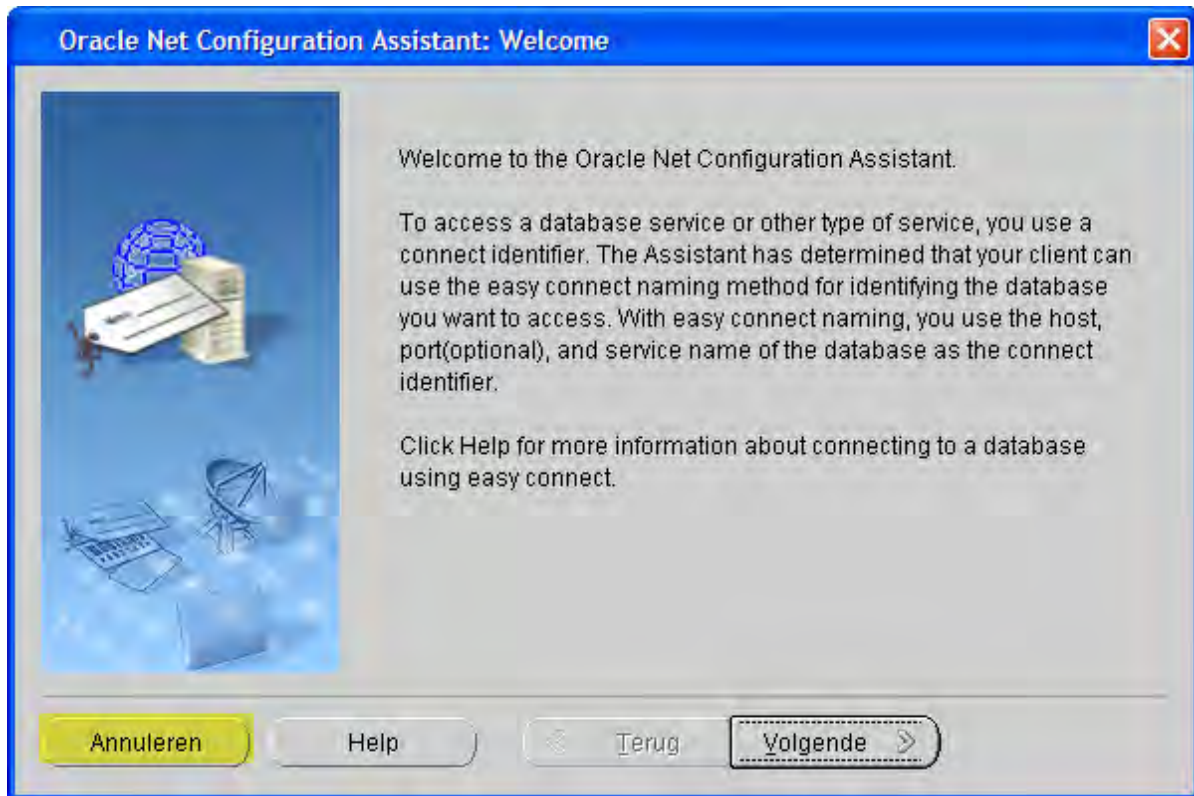 Oracle Net Configuration Assistant: Welcome
Welcome to the Oracle Net Configuration Assistant.
To access a database service or other type of service, you use a
connect identifier. The Assistant has determined that your client can
use the easy connect naming method for identifying the database
you want to access. With easy connect naming, you use the host,
port(optional), and service name of the database as the connect
identifier.
Click Help for more information about connecting to a database
using easy connect.
Annuleren Help Terug Volgende